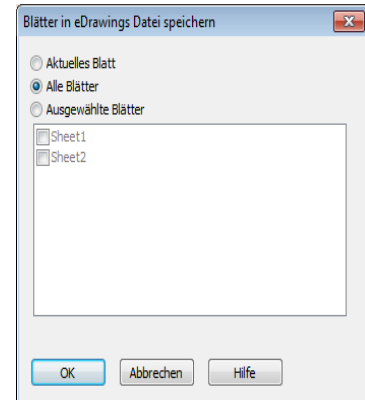 Blätter in eDrawings Datei speichern
Aktuelles Blatt
Alle Blätter
Ausgewählte Blätter
Sheet1
Sheet2
OK Abbrechen Hilfe